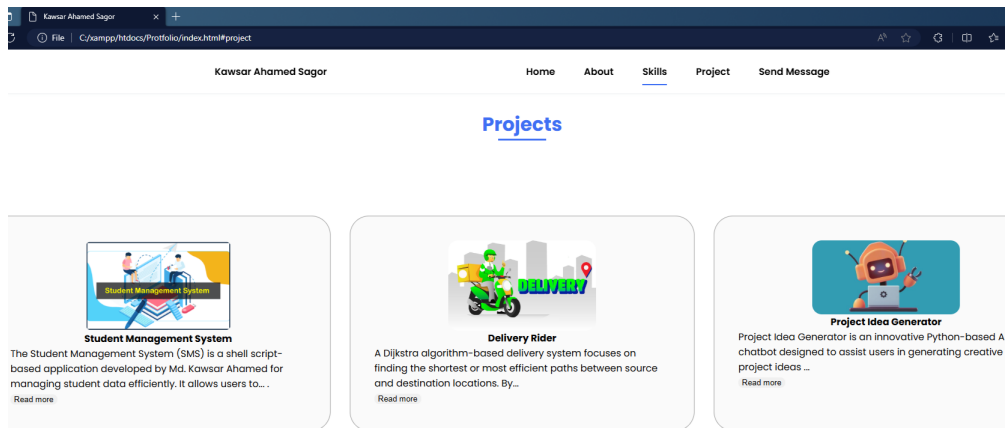 Kawsar Ahamed Sagor
File
C:/xampp/htdocs/Protfolio/index.html#project
Kawsar Ahamed Sagor
Home About Skills Project Send Message
Projects
Student Management System
Student Management System
The Student Management System (SMS) is a shell script-
based application developed by Md. Kawsar Ahamed for
managing student data efficiently. It allows users to... .
Read more
DELIVERY
Delivery Rider
A Dijkstra algorithm-based delivery system focuses on
finding the shortest or most efficient paths between source
and destination locations. By...
Read more
Project Idea Generator
Project Idea Generator is an innovative Python-based A
chatbot designed to assist users in generating creative
project ideas ...
Read more